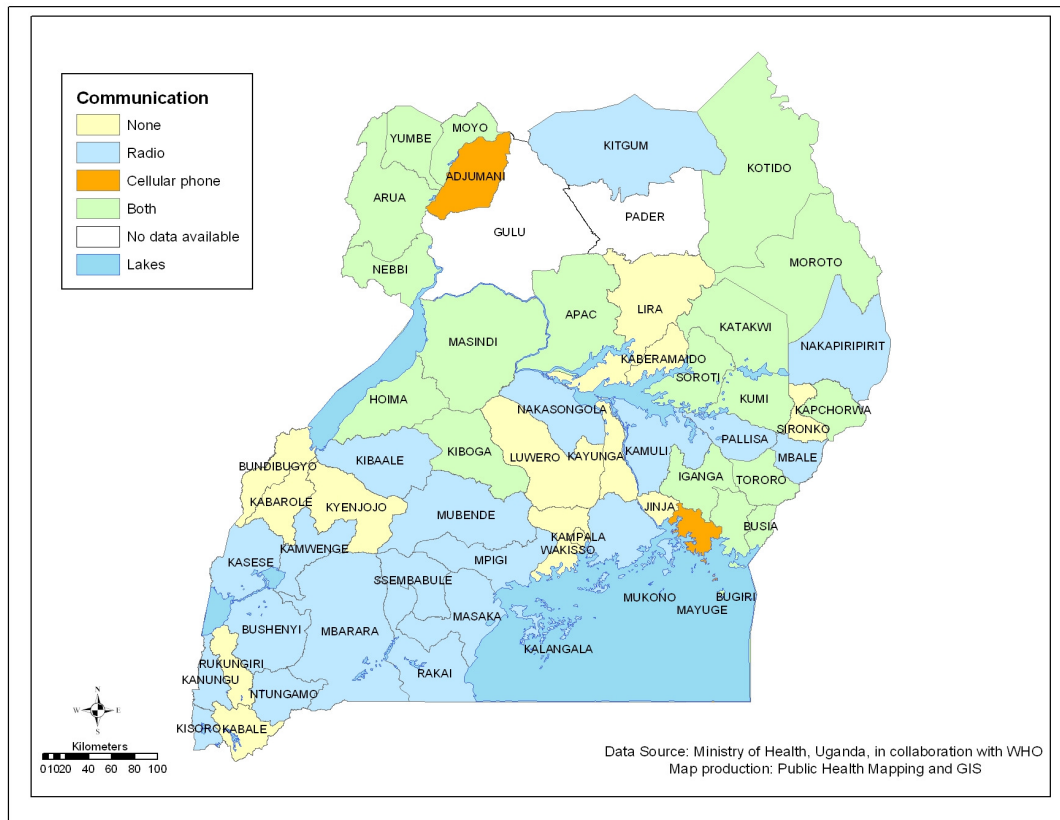 Communication
None
Radio
Cellular phone
Both
No data available
Lakes
MOYO
YUMBE
KITGUM
KOTIDO
ADJUMANI
ARUA
PADER
GULU
NEBBI
MOROTO
LIRA
APAC
KATAKWI
MASINDI
NAKAPIRIPIRIT
KABERAMAIDO
SOROTI
KUMI
HOIMA
NAKASONGOLA
KAPCHORWA
SIRONKO
PALLISA
KIBOGA
LUWERO
KAYUNGA
KAMULI
MBALE
KIBAALE
BUNDIBUGYO
IGANGA
TORORO
KABAROLE
KYENJOJO
MUBENDE
JINJA
BUSIA
KAMPALA
WAKISSO
KAMWENGE
KASESE
MPIGI
SSEMBABULE
MUKONO
BUGIRI
MAYUGE
MASAKA
BUSHENYI
MBARARA
KALANGALA
RUKUNGIRI
KANUNGU
RAKAI
NTUNGAMO
KISORO
KABALE
N
W
E
S
Kilometers
0 10 20 40 60 80 100
Data Source: Ministry of Health, Uganda, in collaboration with WHO
Map production: Public Health Mapping and GIS